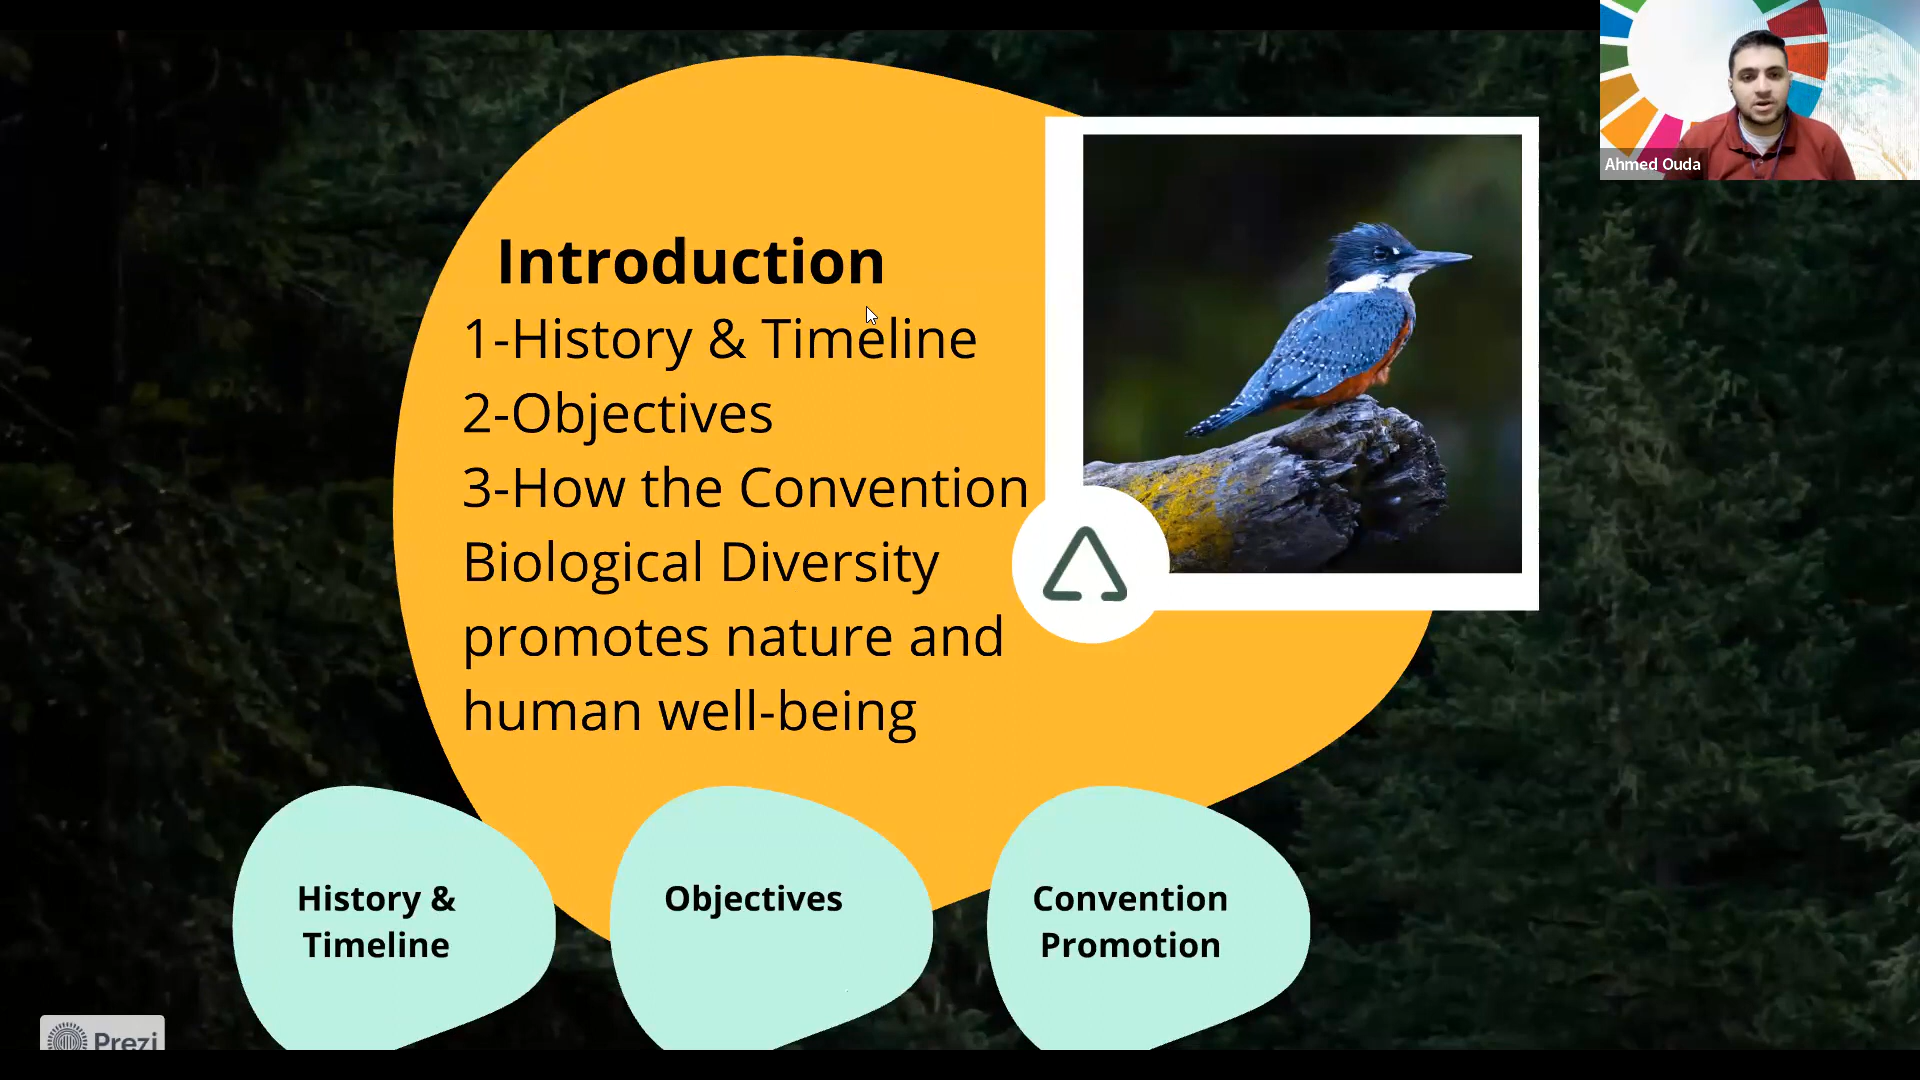 Ahmed Ouda
Introduction
1-History & Timeline
2-Objectives
3-How the Convention
Biological Diversity
promotes nature and
human well-being
History &
Timeline
Objectives
Convention
Promotion
Prezi